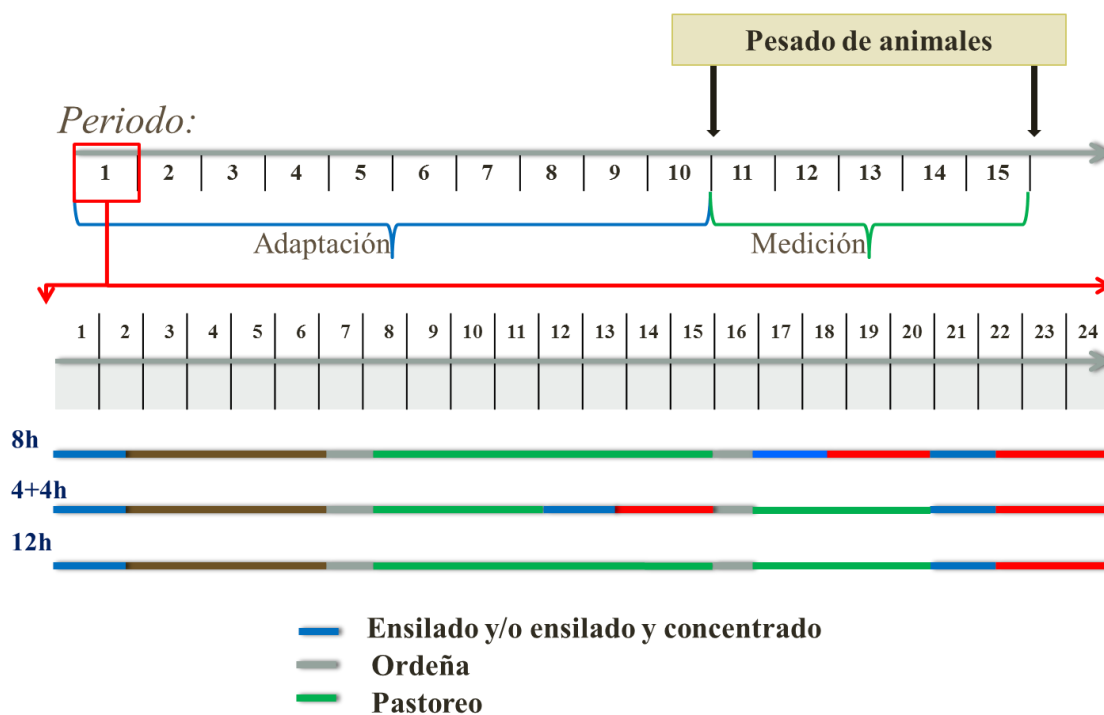 Pesado de animales
Periodo:
1 2 3 4 5 6 7 8 9 10 11 12 13 14 15
Adaptación Medición
1 2 3 4 5 6 7 8 9 10 11 12 13 14 15 16 17 18 19 20 21 22 23 24
8h
4+4h
12h
Ensilado y/o ensilado y concentrado
Ordeña
Pastoreo